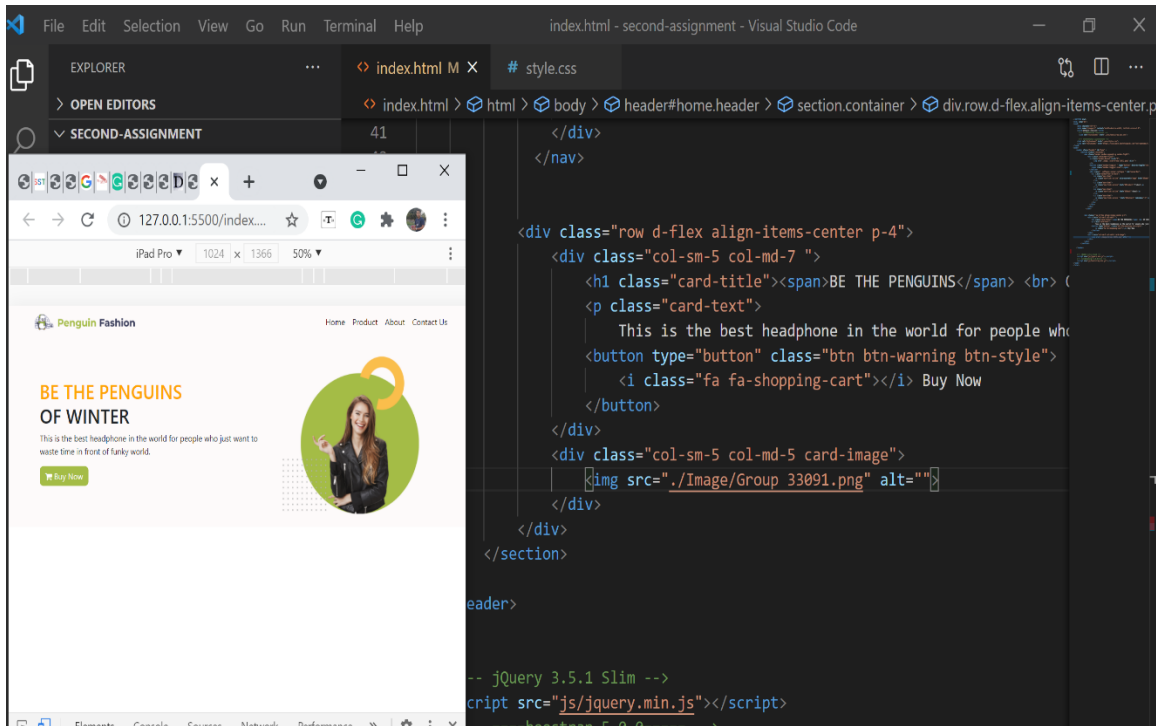 File Edit Selection View Go Run Terminal Help index.html - second-assignment - Visual Studio Code
EXPLORER ··· <> index.html M × # style.css
> OPEN EDITORS
<> index.html > html > body > header#home.header > section.container > div.row.d-flex.align-items-center.p
SECOND-ASSIGNMENT
41 </div>
</nav>
<div class="row d-flex align-items-center p-4">
<div class="col-sm-5 col-md-7 ">
<h1 class="card-title"><span>BE THE PENGUINS</span> <br>
<p class="card-text">
This is the best headphone in the world for people who
<button type="button" class="btn btn-warning btn-style">
<i class="fa fa-shopping-cart"></i> Buy Now
</button>
</div>
<div class="col-sm-5 col-md-5 card-image">
<img src="./Image/Group 33091.png" alt="">
</div>
</div>
</section>
eader>
-- jQuery 3.5.1 Slim -->
cript src="js/jquery.min.js"></script>
127.0.0.1:5500/index....
iPad Pro 1024 x 1366 50%
Penguin Fashion
Home Product About Contact Us
BE THE PENGUINS
OF WINTER
This is the best headphone in the world for people who just want to
waste time in front of funky world.
Buy Now
Elements Console Sources Network Performance »